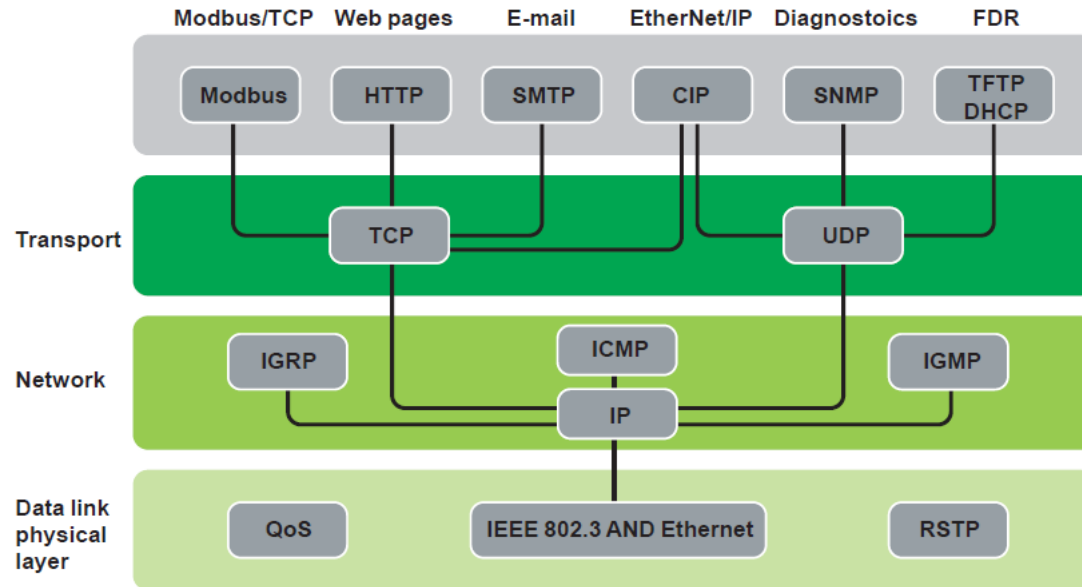 Modbus/TCP Web pages E-mail EtherNet/IP Diagnostoics FDR
Modbus HTTP SMTP CIP SNMP TFTP
DHCP
Transport TCP UDP
Network IGRP ICMP IGMP
IP
Data link
physical
layer
QoS IEEE 802.3 AND Ethernet RSTP